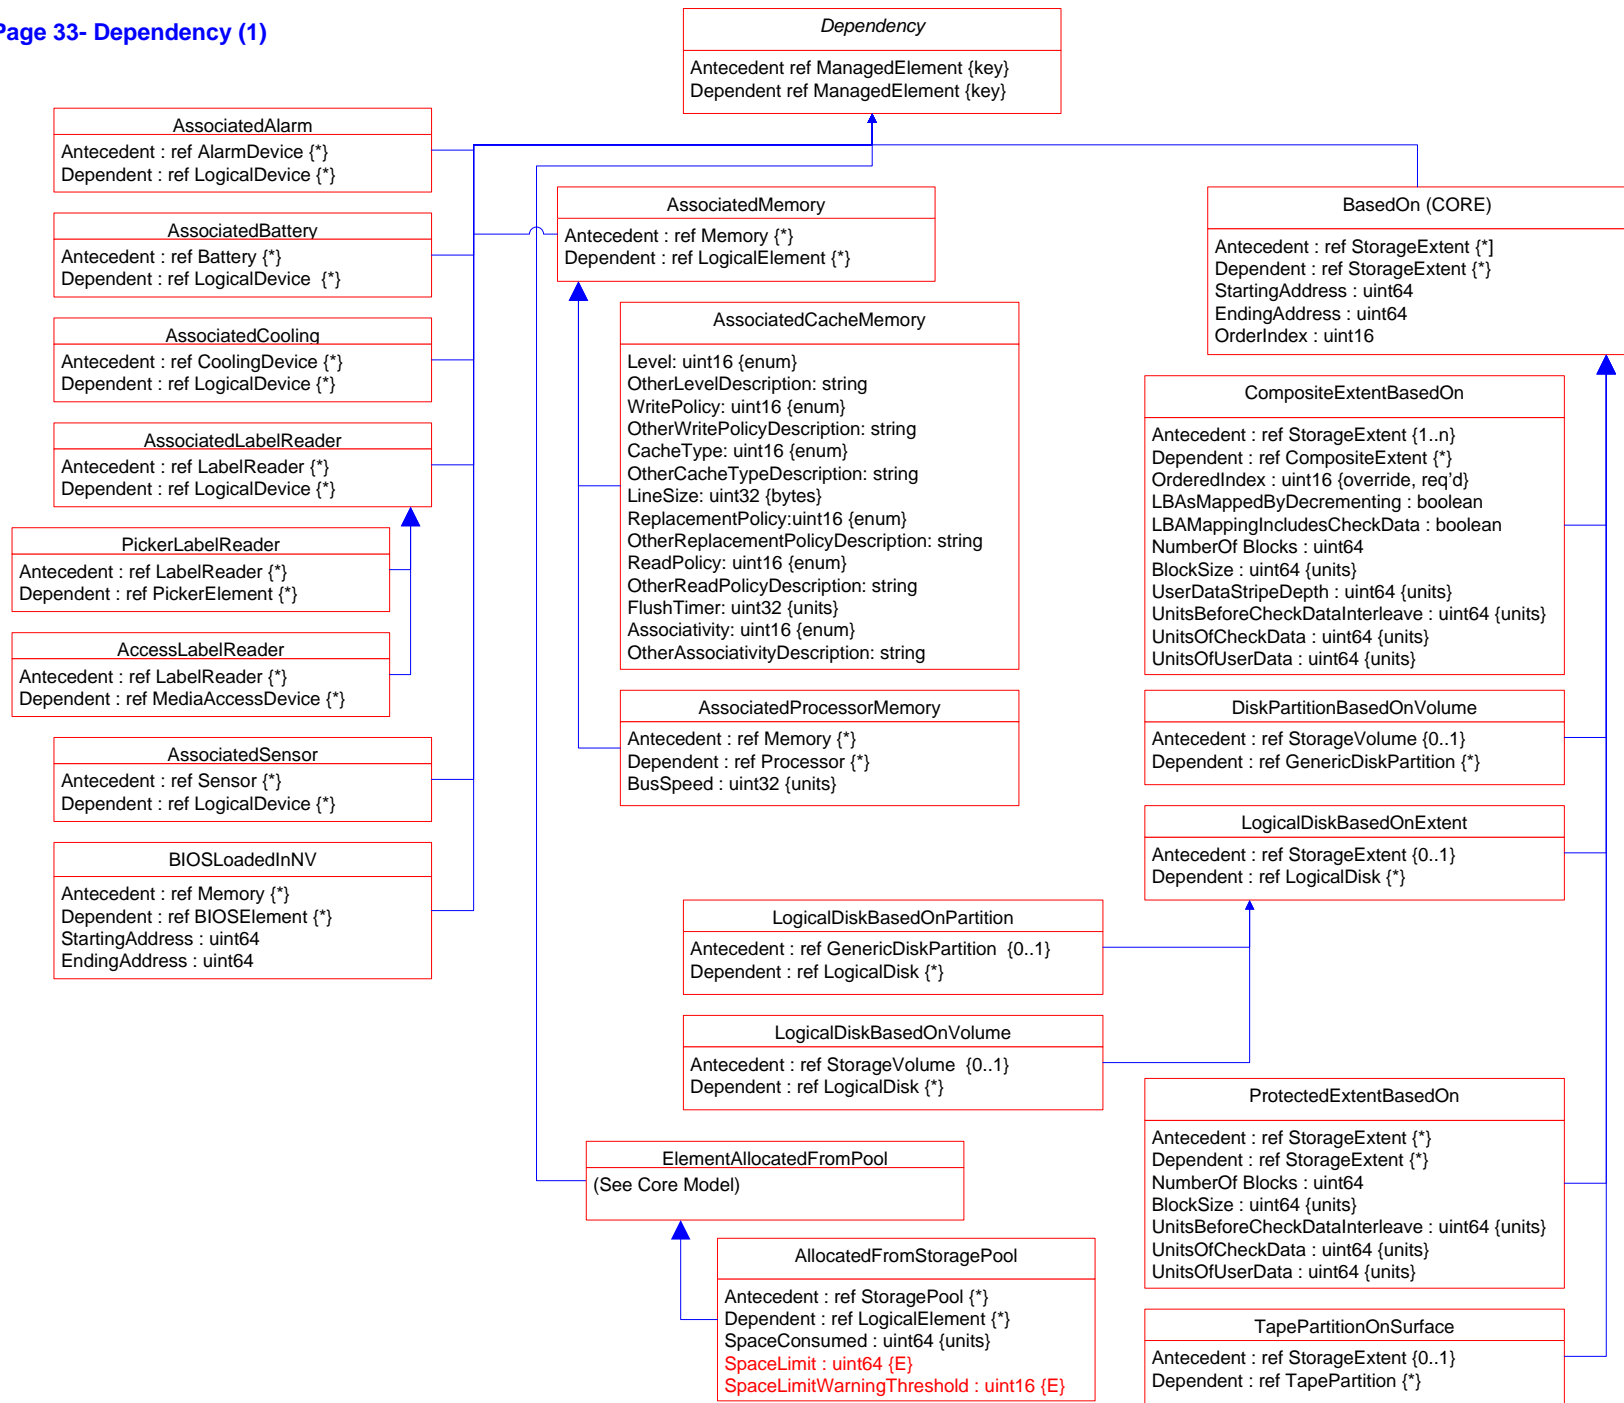 Page 33- Dependency (1)
Dependency
Antecedent ref ManagedElement {key}
Dependent ref ManagedElement {key}
AssociatedAlarm
Antecedent : ref AlarmDevice {*}
Dependent : ref LogicalDevice {*}
AssociatedBattery
Antecedent : ref Battery {*}
Dependent : ref LogicalDevice {*}
AssociatedCooling
Antecedent : ref CoolingDevice {*}
Dependent : ref LogicalDevice {*}
AssociatedLabelReader
Antecedent : ref LabelReader {*}
Dependent : ref LogicalDevice {*}
PickerLabelReader
Antecedent : ref LabelReader {*}
Dependent : ref PickerElement {*}
AccessLabelReader
Antecedent : ref LabelReader {*}
Dependent : ref MediaAccessDevice {*}
AssociatedSensor
Antecedent : ref Sensor {*}
Dependent : ref LogicalDevice {*}
BIOSLoadedInNV
Antecedent : ref Memory {*}
Dependent : ref BIOSElement {*}
StartingAddress : uint64
EndingAddress : uint64
AssociatedMemory
Antecedent : ref Memory {*}
Dependent : ref LogicalElement {*}
AssociatedCacheMemory
Level: uint16 {enum}
OtherLevelDescription: string
WritePolicy: uint16 {enum}
OtherWritePolicyDescription: string
CacheType: uint16 {enum}
OtherCacheTypeDescription: string
LineSize: uint32 {bytes}
ReplacementPolicy:uint16 {enum}
OtherReplacementPolicyDescription: string
ReadPolicy: uint16 {enum}
OtherReadPolicyDescription: string
FlushTimer: uint32 {units}
Associativity: uint16 {enum}
OtherAssociativityDescription: string
AssociatedProcessorMemory
Antecedent : ref Memory {*}
Dependent : ref Processor {*}
BusSpeed : uint32 {units}
LogicalDiskBasedOnPartition
Antecedent : ref GenericDiskPartition {0..1}
Dependent : ref LogicalDisk {*}
LogicalDiskBasedOnVolume
Antecedent : ref StorageVolume {0..1}
Dependent : ref LogicalDisk {*}
ElementAllocatedFromPool
(See Core Model)
AllocatedFromStoragePool
Antecedent : ref StoragePool {*}
Dependent : ref LogicalElement {*}
SpaceConsumed : uint64 {units}
SpaceLimit : uint64 {E}
SpaceLimitWarningThreshold : uint16 {E}
BasedOn (CORE)
Antecedent : ref StorageExtent {*]
Dependent : ref StorageExtent {*}
StartingAddress : uint64
EndingAddress : uint64
OrderIndex : uint16
CompositeExtentBasedOn
Antecedent : ref StorageExtent {1..n}
Dependent : ref CompositeExtent {*}
OrderedIndex : uint16 {override, req'd}
LBAsMappedByDecrementing : boolean
LBAMappingIncludesCheckData : boolean
NumberOf Blocks : uint64
BlockSize : uint64 {units}
UserDataStripeDepth : uint64 {units}
UnitsBeforeCheckDataInterleave : uint64 {units}
UnitsOfCheckData : uint64 {units}
UnitsOfUserData : uint64 {units}
DiskPartitionBasedOnVolume
Antecedent : ref StorageVolume {0..1}
Dependent : ref GenericDiskPartition {*}
LogicalDiskBasedOnExtent
Antecedent : ref StorageExtent {0..1}
Dependent : ref LogicalDisk {*}
ProtectedExtentBasedOn
Antecedent : ref StorageExtent {*}
Dependent : ref StorageExtent {*}
NumberOf Blocks : uint64
BlockSize : uint64 {units}
UnitsBeforeCheckDataInterleave : uint64 {units}
UnitsOfCheckData : uint64 {units}
UnitsOfUserData : uint64 {units}
TapePartitionOnSurface
Antecedent : ref StorageExtent {0..1}
Dependent : ref TapePartition {*}